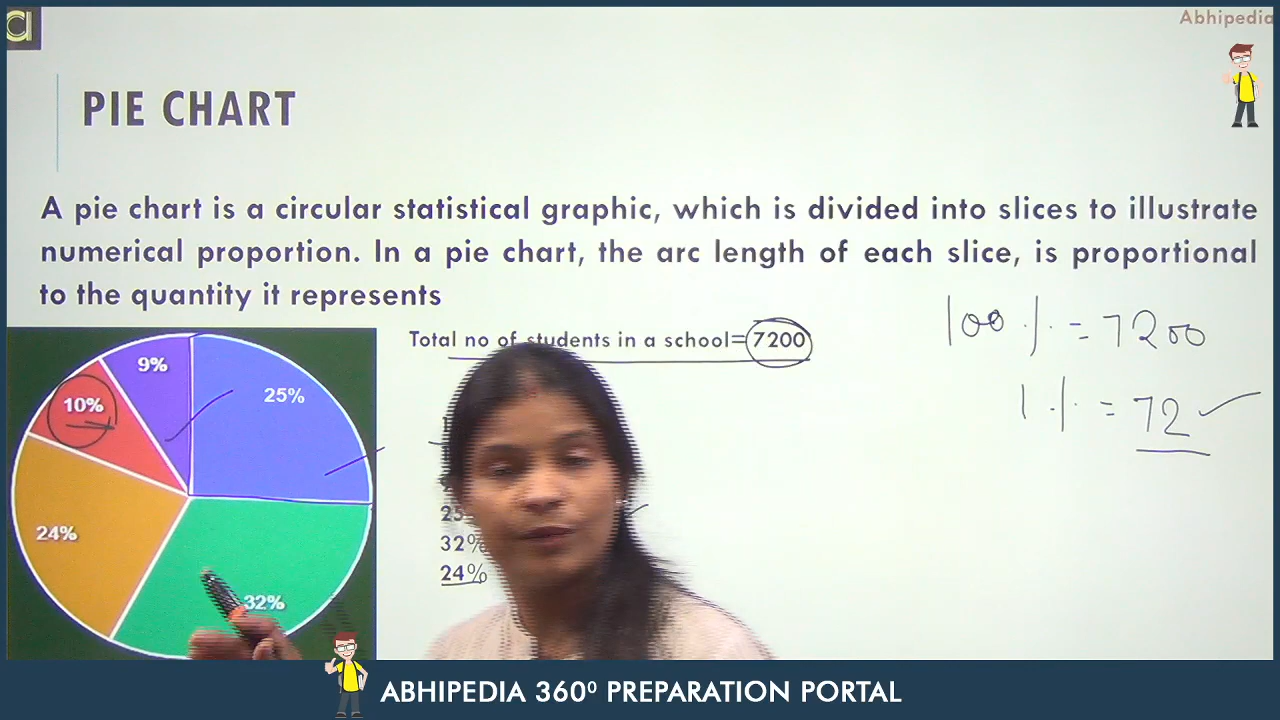 Abhipedia
PIE CHART
A pie chart is a circular statistical graphic, which is divided into slices to illustrate
numerical proportion. In a pie chart, the arc length of each slice, is proportional
to the quantity it represents
Total no of students in a school=7200
100 % = 7200
1 % = 72
9%
25%
10%
24%
32%
32%
24%
ABHIPEDIA 360⁰ PREPARATION PORTAL